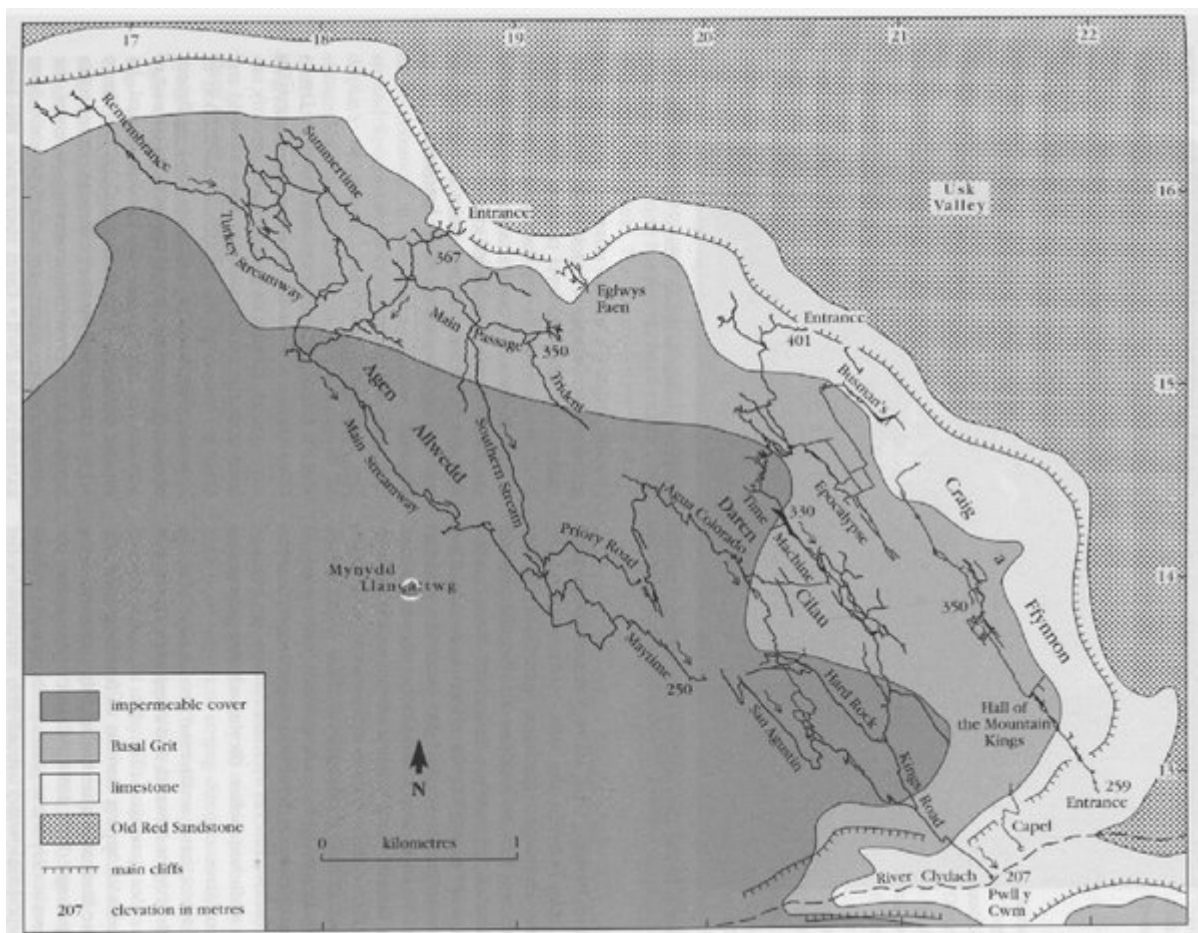 17
18
19
20
21
22
Remembrance
Summertime
Usk
Valley
16
Entrance
Turkey Streamway
367
Eglwys
Faen
Main
Passage
Entrance
401
350
Trident
15
Busman's
Agen
Allwedd
Main Streamway
Southern Stream
Epocalypse
Craig
a
Ffynnon
Agua Colorado
Daren
Cilau
Time
Machine
330
Priory Road
14
Mynydd
350
Maytime
250
Hard Rock
San Agustin
Hall of
the Mountain
Kings
impermeable cover
Basal Grit
limestone
Old Red Sandstone
main cliffs
207 elevation in metres
N
0 1
kilometres
Kings Road
13
259
Entrance
Capel
River Clydach
207
Pwll y
Cwm